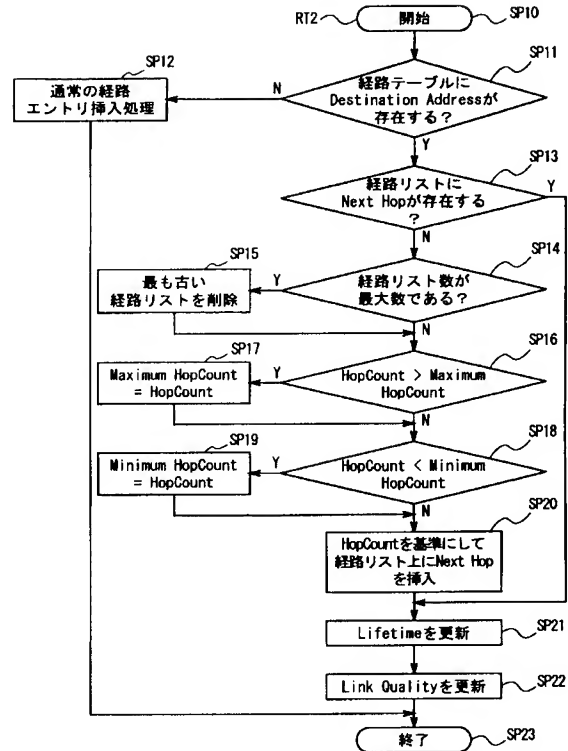 RT2
開始
SP10
SP11
経路テーブルに
Destination Addressが
存在する?
N
Y
SP12
通常の経路
エントリ挿入処理
SP13
経路リストに
Next Hopが存在する
?
Y
N
SP14
経路リスト数が
最大数である?
Y
N
SP15
最も古い
経路リストを削除
SP16
HopCount > Maximum
HopCount
Y
N
SP17
Maximum HopCount
= HopCount
SP18
HopCount < Minimum
HopCount
Y
N
SP19
Minimum HopCount
= HopCount
SP20
HopCountを基準にして
経路リスト上にNext Hop
を挿入
Lifetimeを更新
SP21
Link Qualityを更新
SP22
終了
SP23